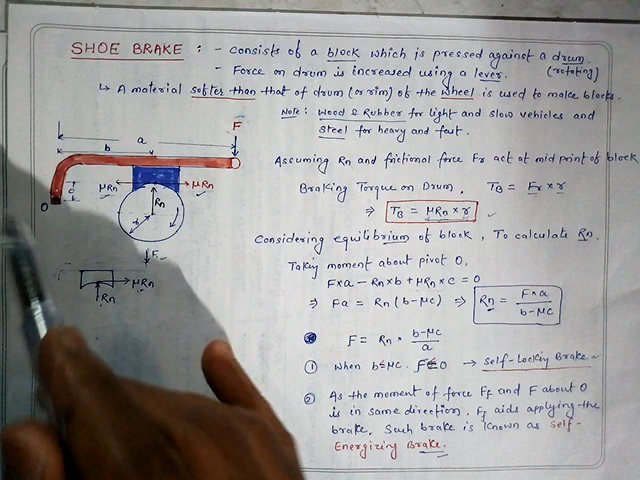 SHOE BRAKE : - consists of a block which is pressed against a drum.
- Force on drum is increased using a lever. (rotating)
↳ A material softer than that of drum (or rim) of the wheel is used to make blocks.
Note: Wood & Rubber for light and slow vehicles and
steel for heavy and fast.
F
a
b
c
O
μRn
μRn
Rn
r
F
μRn
Rn
Assuming Rn and frictional force Fr act at mid point of block
Braking Torque on Drum, TB = Fr × r
⇒ TB = μRn × r
Considering equilibrium of block, To calculate Rn.
Taking moment about pivot O,
F×a - Rn×b + μRn×c = 0
⇒ Fa = Rn (b-μc) ⇒ Rn = F×a / b-μc
F = Rn × b-μc / a
① When b≤μc. F≤0 → Self-Locking Brake -
② As the moment of force Ff and F about O
is in same direction, Ff aids applying the
brake. Such brake is known as Self-
Energizing Brake.